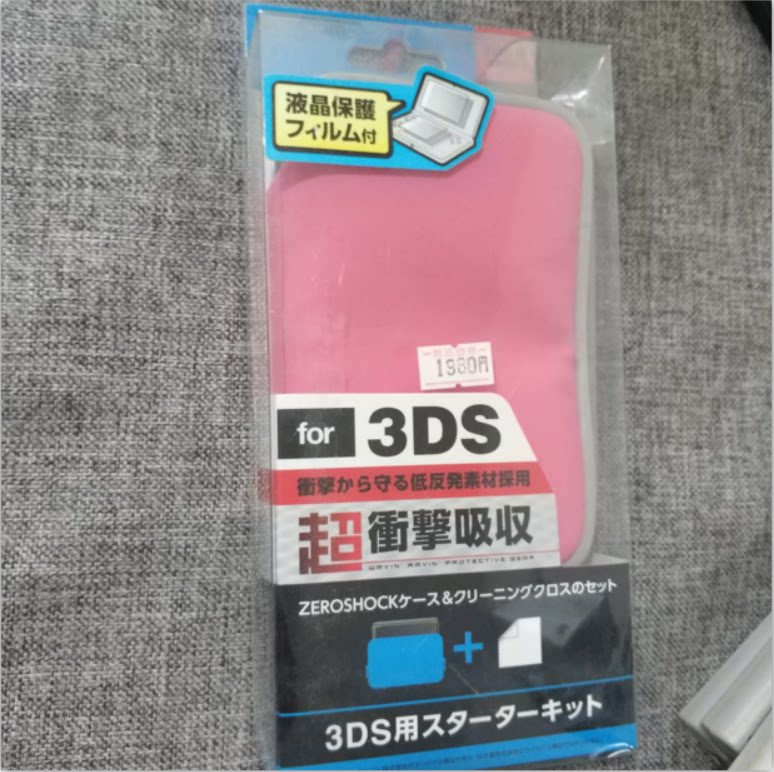 液晶保護
フィルム付
1980円
for 3DS
衝撃から守る低反発素材採用
超衝撃吸収
PROTECTIVE GEAR
ZEROSHOCKケース&クリーニングクロスのセット
+
3DS用スターターキット